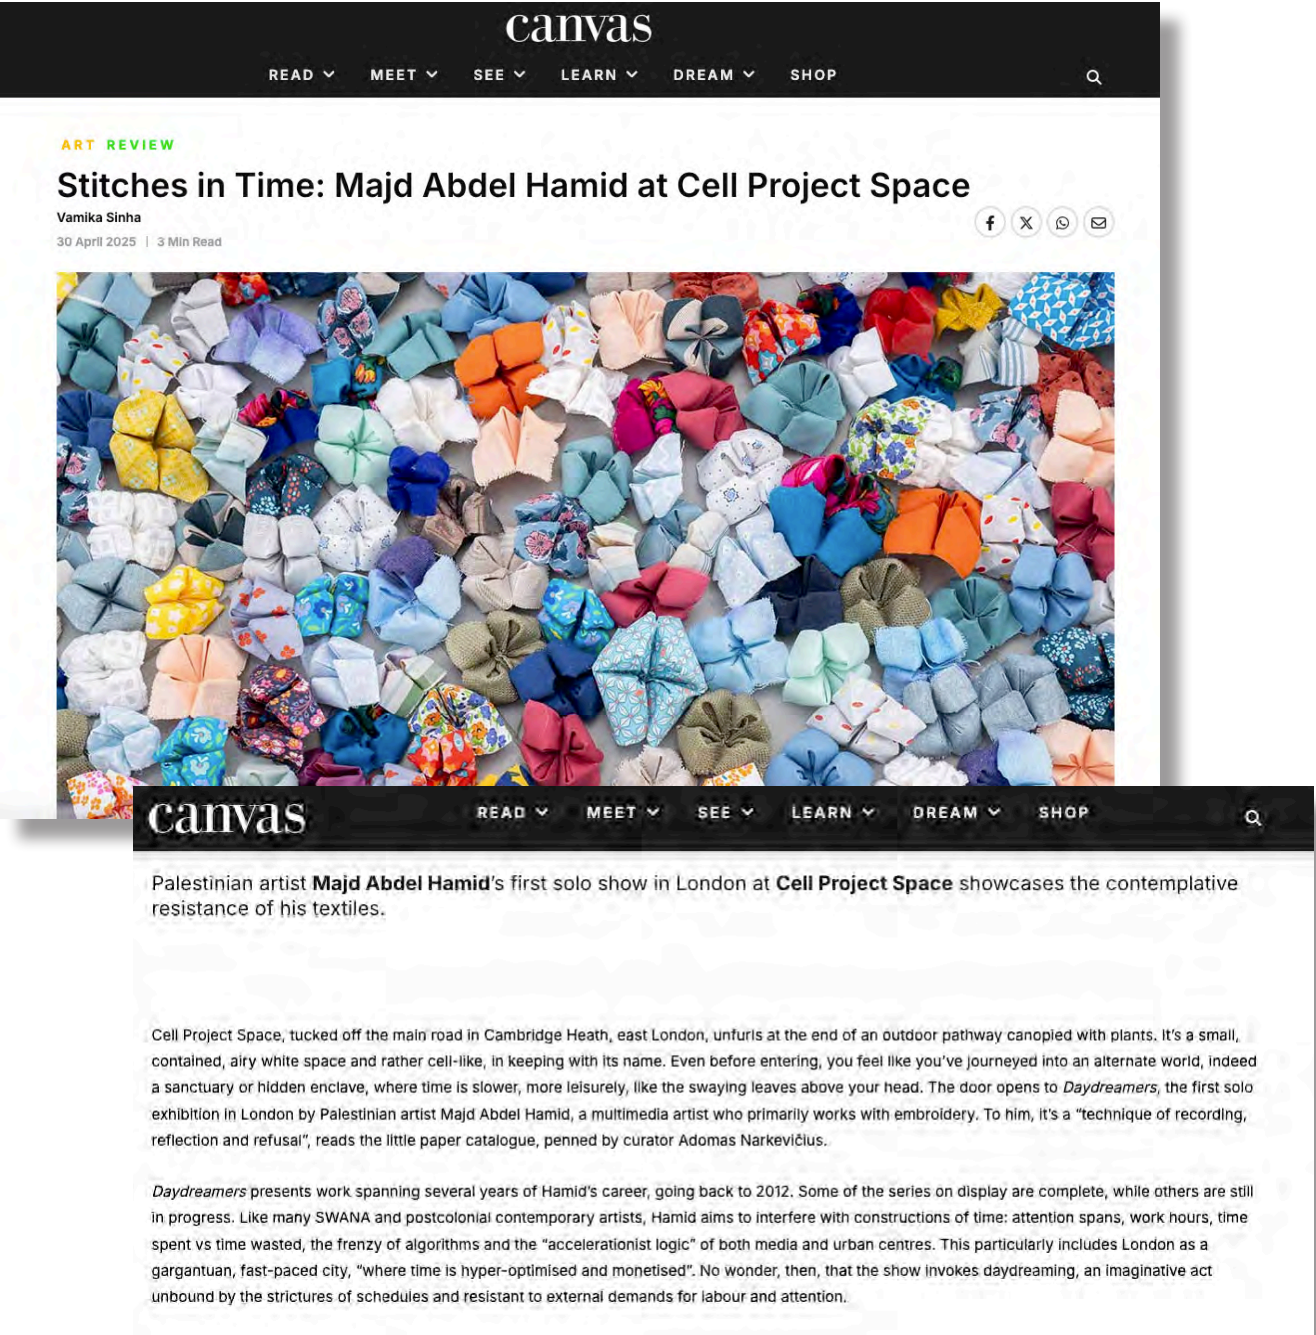 canvas
READ MEET SEE LEARN DREAM SHOP
ART REVIEW
Stitches in Time: Majd Abdel Hamid at Cell Project Space
Vamika Sinha
30 April 2025 | 3 Min Read
canvas READ MEET SEE LEARN DREAM SHOP
Palestinian artist Majd Abdel Hamid's first solo show in London at Cell Project Space showcases the contemplative
resistance of his textiles.
Cell Project Space, tucked off the main road in Cambridge Heath, east London, unfurls at the end of an outdoor pathway canopied with plants. It's a small,
contained, airy white space and rather cell-like, in keeping with its name. Even before entering, you feel like you've journeyed into an alternate world, indeed
a sanctuary or hidden enclave, where time is slower, more leisurely, like the swaying leaves above your head. The door opens to Daydreamers, the first solo
exhibition in London by Palestinian artist Majd Abdel Hamid, a multimedia artist who primarily works with embroidery. To him, it's a “technique of recording,
reflection and refusal”, reads the little paper catalogue, penned by curator Adomas Narkevičius.
Daydreamers presents work spanning several years of Hamid's career, going back to 2012. Some of the series on display are complete, while others are still
in progress. Like many SWANA and postcolonial contemporary artists, Hamid aims to interfere with constructions of time: attention spans, work hours, time
spent vs time wasted, the frenzy of algorithms and the “accelerationist logic” of both media and urban centres. This particularly includes London as a
gargantuan, fast-paced city, “where time is hyper-optimised and monetised”. No wonder, then, that the show invokes daydreaming, an imaginative act
unbound by the strictures of schedules and resistant to external demands for labour and attention.